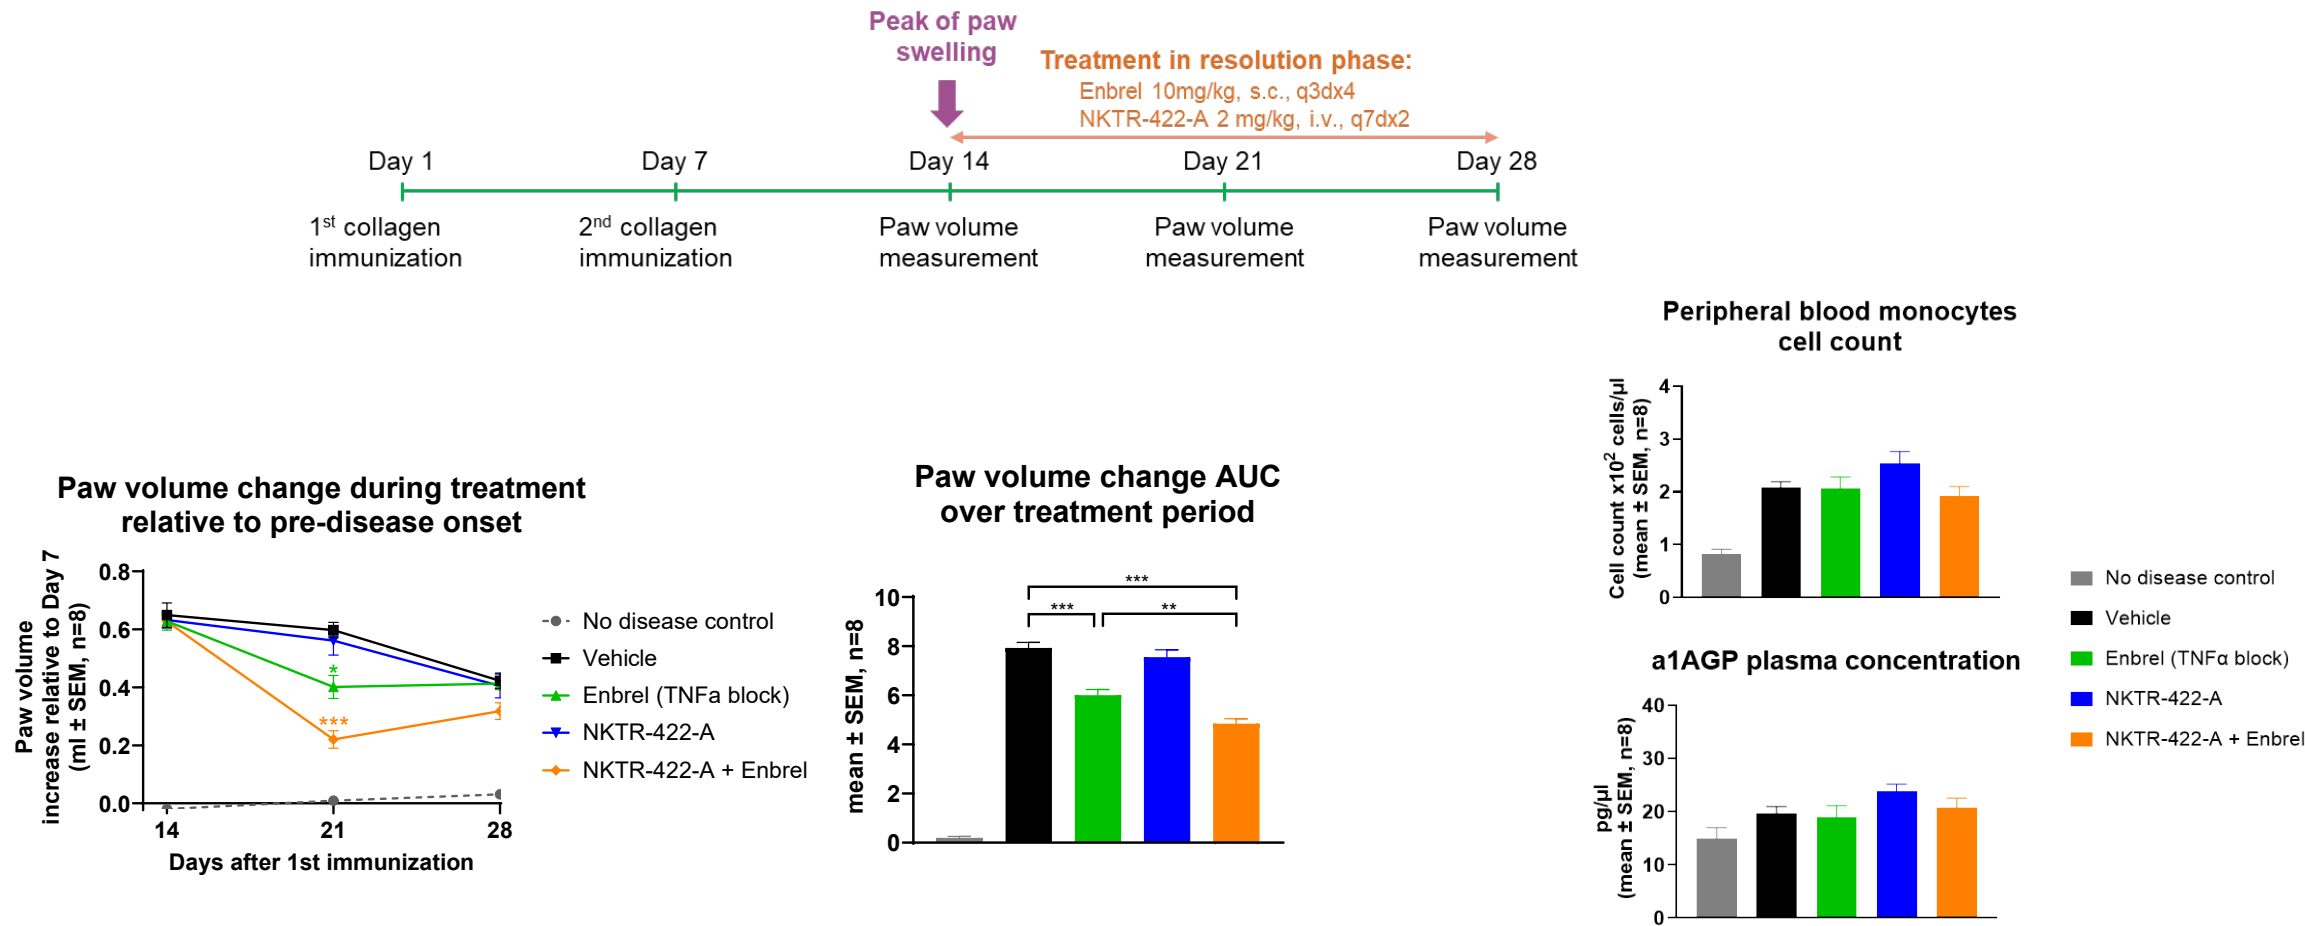 Peak of paw
swelling
Treatment in resolution phase:
Enbrel 10mg/kg, s.c., q3dx4
NKTR-422-A 2 mg/kg, i.v., q7dx2
Day 1
Day 7
Day 14
Day 21
Day 28
1st collagen
immunization
2nd collagen
immunization
Paw volume
measurement
Paw volume
measurement
Paw volume
measurement
Paw volume change during treatment
relative to pre-disease onset
Paw volume
increase relative to Day 7
(ml ± SEM, n=8)
0.8
0.6
0.4
0.2
0.0
*
***
14
21
28
Days after 1st immunization
No disease control
Vehicle
Enbrel (TNFa block)
NKTR-422-A
NKTR-422-A + Enbrel
Paw volume change AUC
over treatment period
mean ± SEM, n=8
10
8
6
4
2
0
***
***
**
Peripheral blood monocytes
cell count
Cell count x10² cells/µl
(mean ± SEM, n=8)
4
3
2
1
0
a1AGP plasma concentration
pg/µl
(mean ± SEM, n=8)
40
30
20
10
0
No disease control
Vehicle
Enbrel (TNFα block)
NKTR-422-A
NKTR-422-A + Enbrel